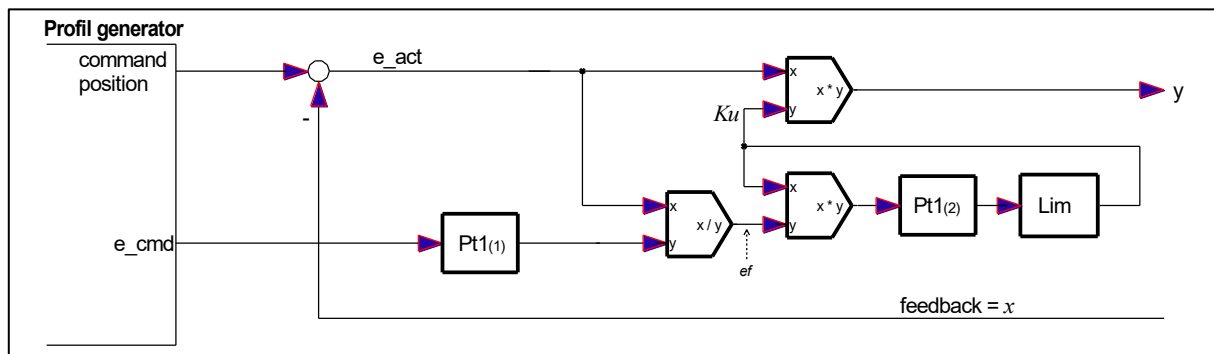 Profil generator
command
position
e_act
-
x
y
x * y
y
Ku
x
y
x / y
ef
x
y
x * y
Pt1(2)
Lim
e_cmd
Pt1(1)
feedback = x